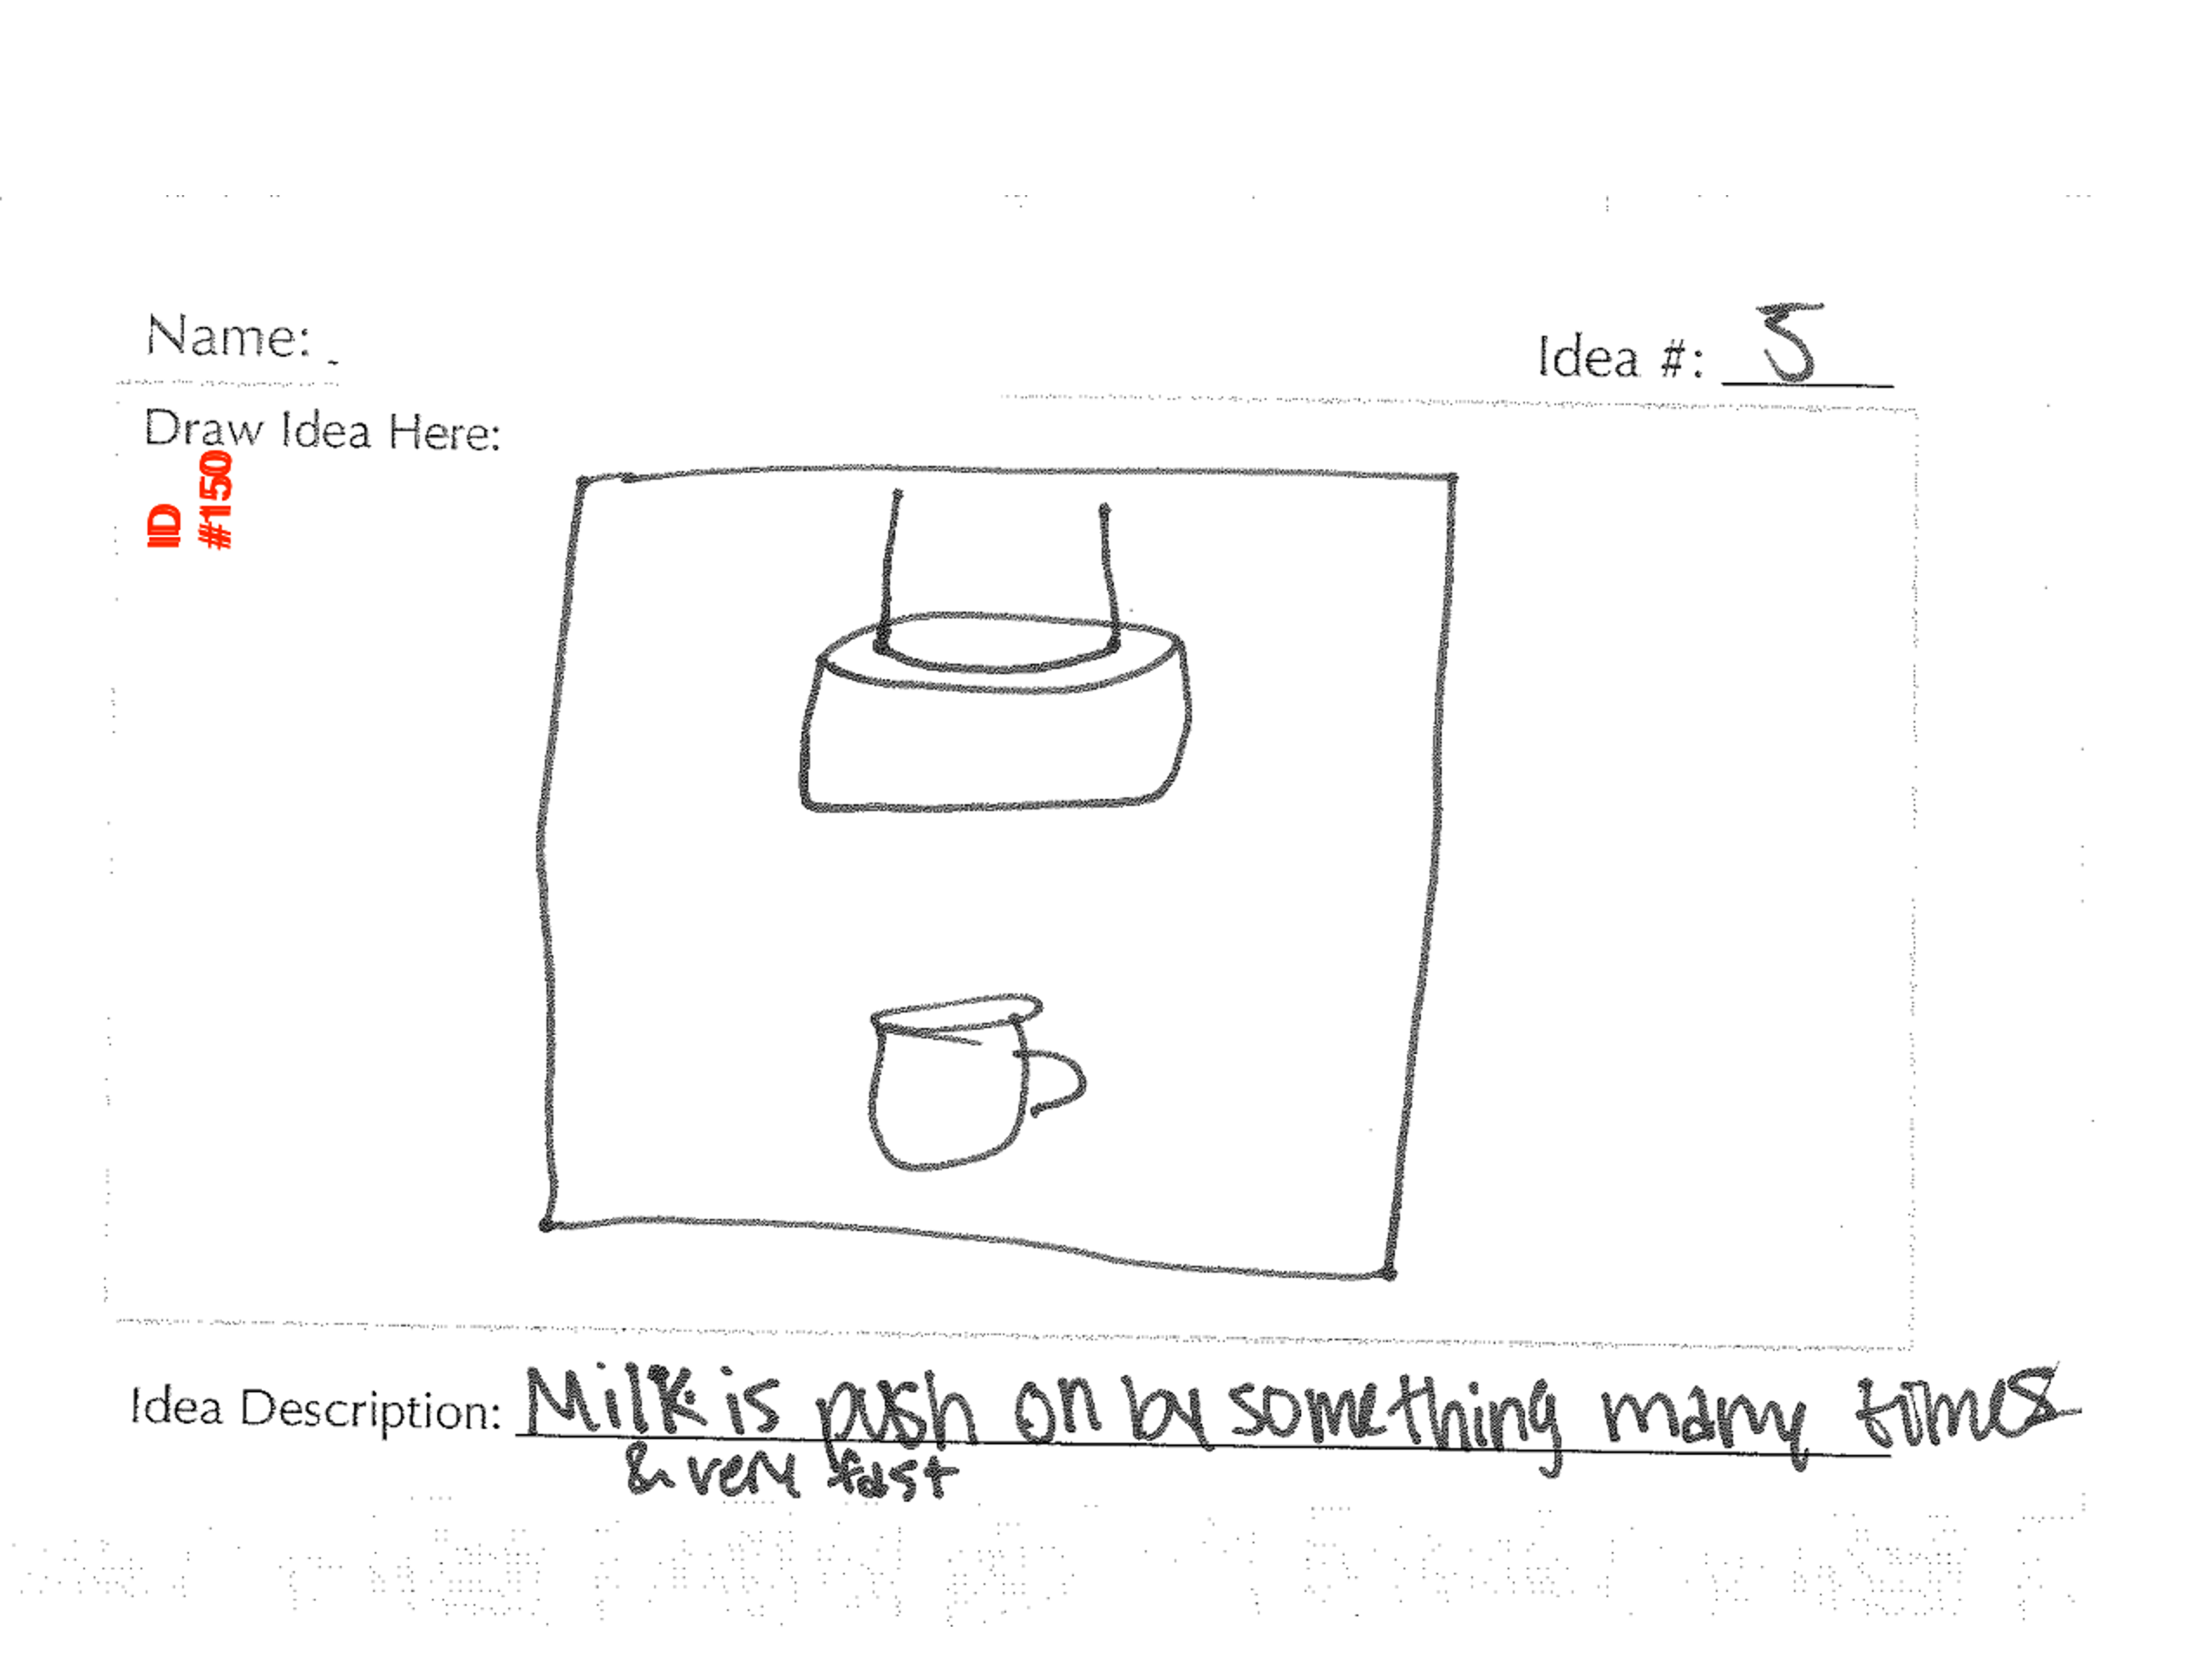 Name:
Idea #: 5
Draw Idea Here:
ID
#150
Idea Description: Milk is push on by something many times
& very fast